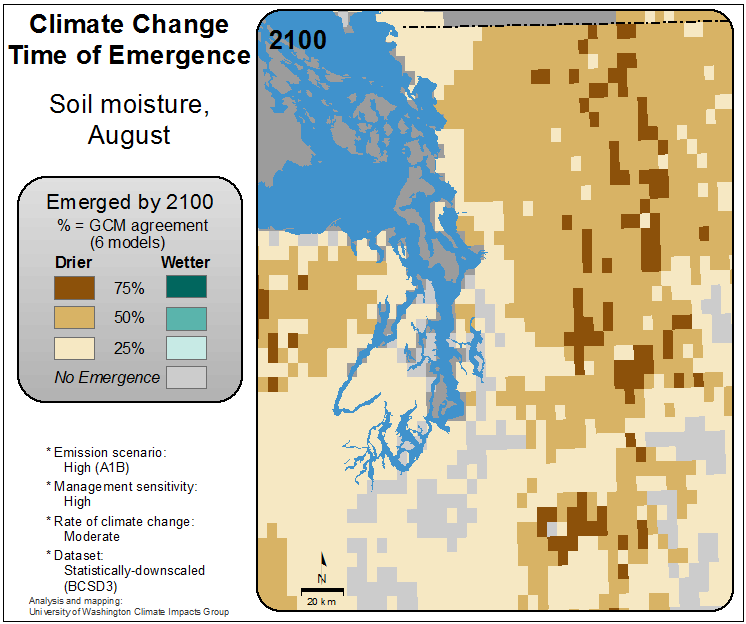 Climate Change
Time of Emergence
Soil moisture,
August
Emerged by 2100
% = GCM agreement
(6 models)
Drier Wetter
75%
50%
25%
No Emergence
* Emission scenario:
High (A1B)
* Management sensitivity:
High
* Rate of climate change:
Moderate
* Dataset:
Statistically-downscaled
(BCSD3)
Analysis and mapping:
University of Washington Climate Impacts Group
2100
N
20 km